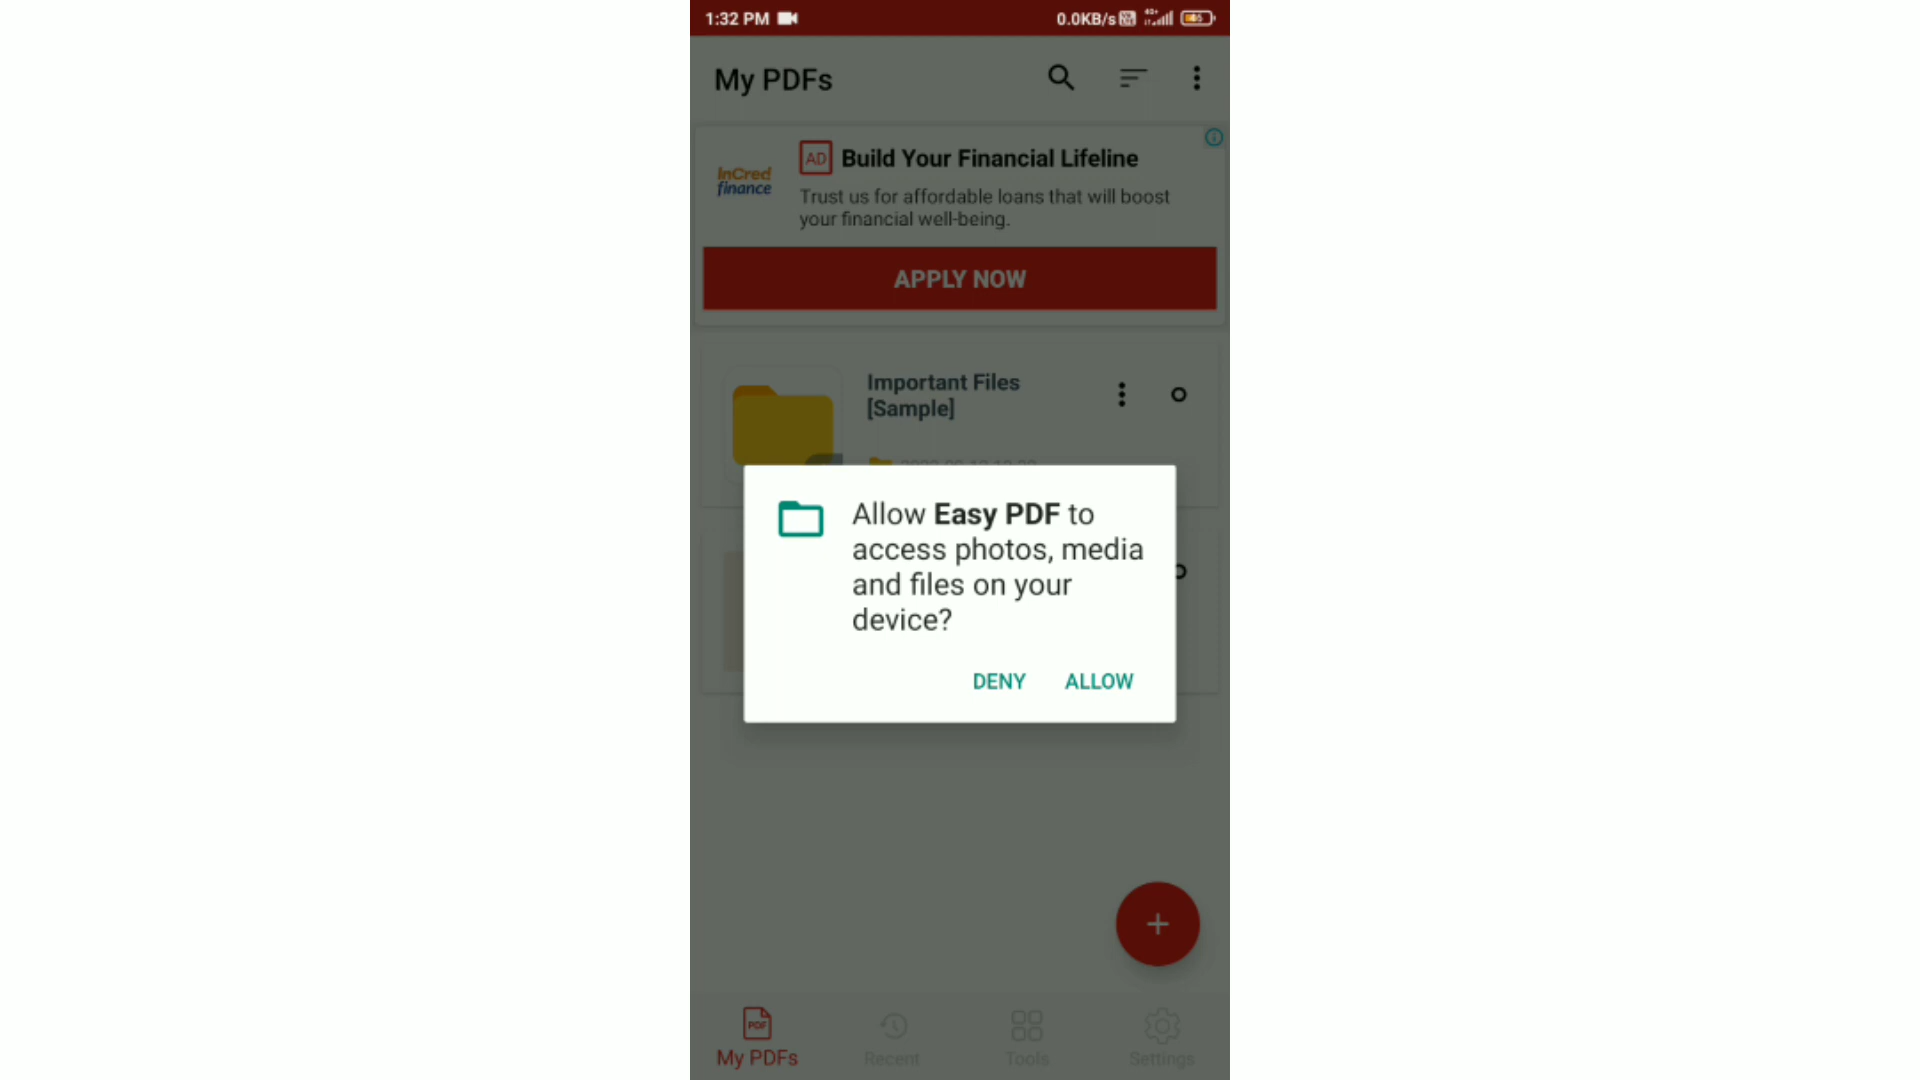 1:32 PM 0.0KB/s
My PDFs
AD Build Your Financial Lifeline
InCred
finance
Trust us for affordable loans that will boost
your financial well-being.
APPLY NOW
Important Files
[Sample]
Allow Easy PDF to
access photos, media
and files on your
device?
DENY ALLOW
+
PDF
My PDFs Recent Tools Settings